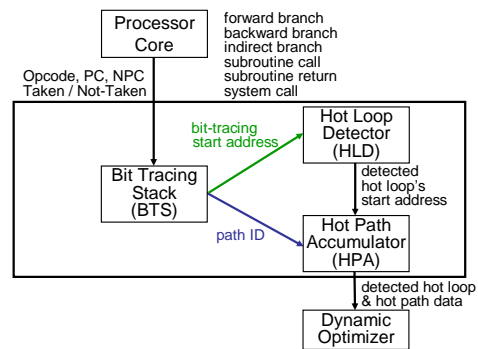 Processor
Core
forward branch
backward branch
indirect branch
subroutine call
subroutine return
system call
Opcode, PC, NPC
Taken / Not-Taken
bit-tracing
start address
Hot Loop
Detector
(HLD)
Bit Tracing
Stack
(BTS)
detected
hot loop's
start address
path ID
Hot Path
Accumulator
(HPA)
detected hot loop
& hot path data
Dynamic
Optimizer